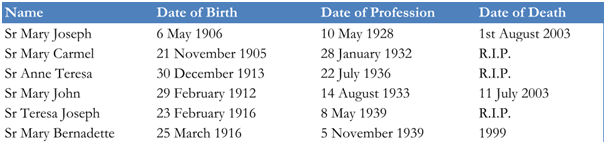 Name Date of Birth Date of Profession Date of Death
Sr Mary Joseph 6 May 1906 10 May 1928 1st August 2003
Sr Mary Carmel 21 November 1905 28 January 1932 R.I.P.
Sr Anne Teresa 30 December 1913 22 July 1936 R.I.P.
Sr Mary John 29 February 1912 14 August 1933 11 July 2003
Sr Teresa Joseph 23 February 1916 8 May 1939 R.I.P.
Sr Mary Bernadette 25 March 1916 5 November 1939 1999